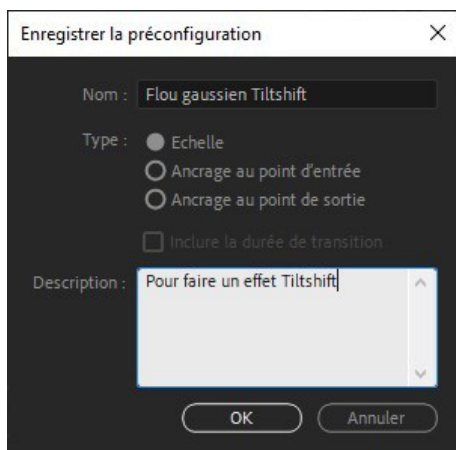 Enregistrer la préconfiguration
Nom : Flou gaussien Tiltshift
Type : Echelle
Ancrage au point d'entrée
Ancrage au point de sortie
Inclure la durée de transition
Description : Pour faire un effet Tiltshift
OK Annuler